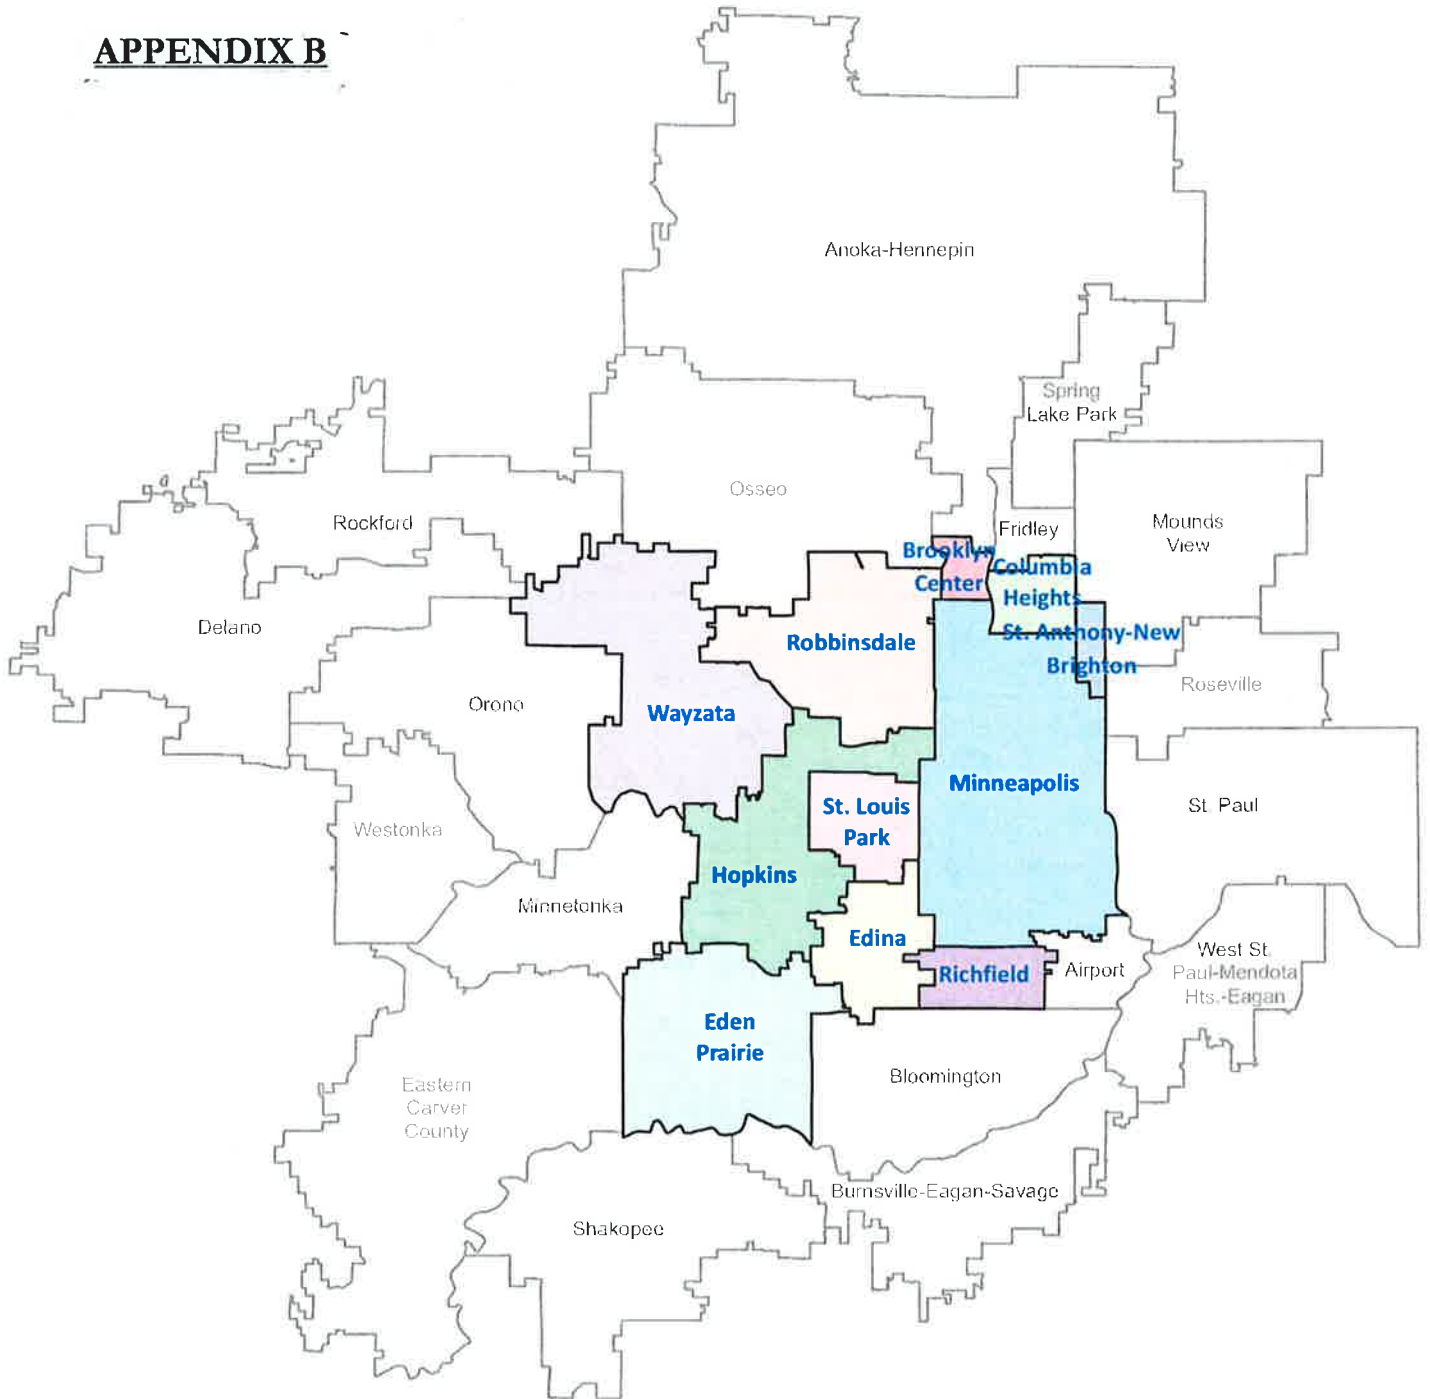 APPENDIX B
Anoka-Hennepin
Spring
Lake Park
Osseo
Rockford
Fridley
Mounds
View
Brooklyn
Center
Columbia
Heights
Delano
Robbinsdale
St. Anthony-New
Brighton
Roseville
Orono
Wayzata
Minneapolis
St. Louis
Park
St. Paul
Westonka
Hopkins
Minnetonka
Edina
West St.
Paul-Mendota
Hts.-Eagan
Richfield
Airport
Eden
Prairie
Bloomington
Eastern
Carver
County
Burnsville-Eagan-Savage
Shakopee